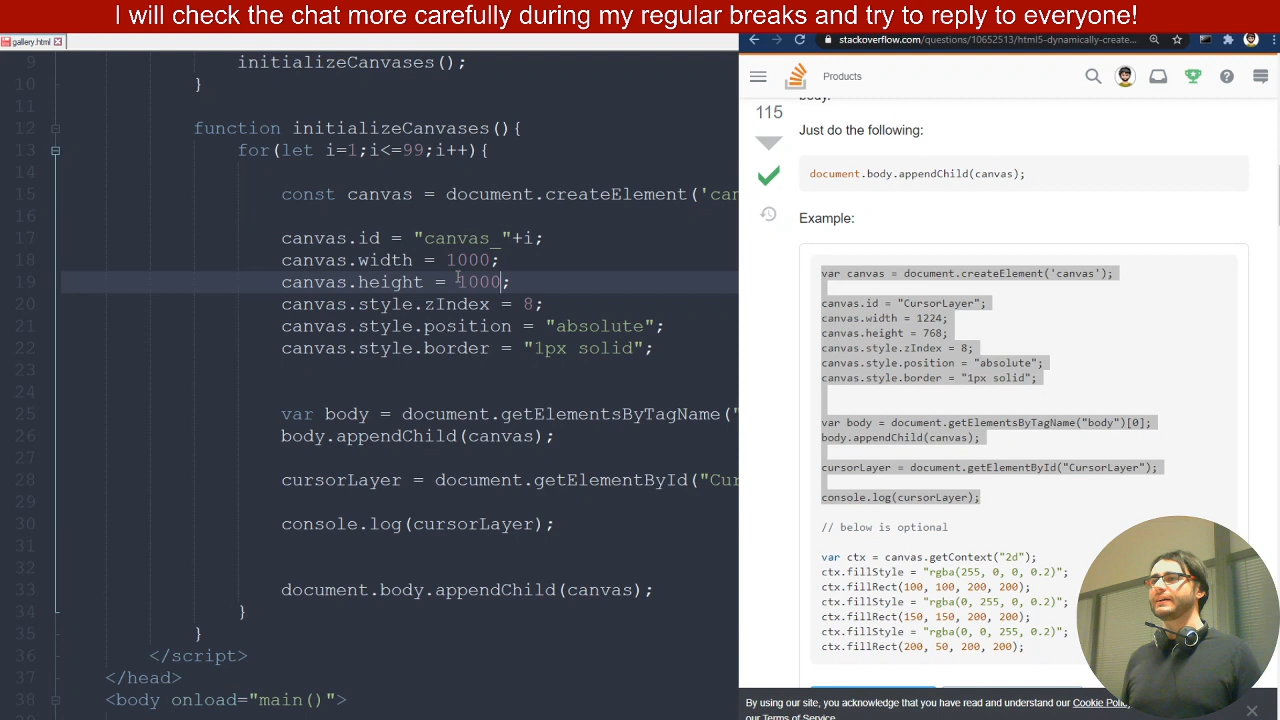 I will check the chat more carefully during my regular breaks and try to reply to everyone!
gallery.html
9 initializeCanvases();
10 }
11
12 function initializeCanvases(){
13 for(let i=1;i<=99;i++){
14
15 const canvas = document.createElement('can
16
17 canvas.id = "canvas_"+i;
18 canvas.width = 1000;
19 canvas.height = 1000;
20 canvas.style.zIndex = 8;
21 canvas.style.position = "absolute";
22 canvas.style.border = "1px solid";
23
24
25 var body = document.getElementsByTagName("
26 body.appendChild(canvas);
27
28 cursorLayer = document.getElementById("Cur
29
30 console.log(cursorLayer);
31
32
33 document.body.appendChild(canvas);
34 }
35 }
36 </script>
37 </head>
38 <body onload="main()">
stackoverflow.com/questions/10652513/html5-dynamically-create...
Products
body.
115
Just do the following:
document.body.appendChild(canvas);
Example:
var canvas = document.createElement('canvas');
canvas.id = "CursorLayer";
canvas.width = 1224;
canvas.height = 768;
canvas.style.zIndex = 8;
canvas.style.position = "absolute";
canvas.style.border = "1px solid";
var body = document.getElementsByTagName("body")[0];
body.appendChild(canvas);
cursorLayer = document.getElementById("CursorLayer");
console.log(cursorLayer);
// below is optional
var ctx = canvas.getContext("2d");
ctx.fillStyle = "rgba(255, 0, 0, 0.2)";
ctx.fillRect(100, 100, 200, 200);
ctx.fillStyle = "rgba(0, 255, 0, 0.2)";
ctx.fillRect(150, 150, 200, 200);
ctx.fillStyle = "rgba(0, 0, 255, 0.2)";
ctx.fillRect(200, 50, 200, 200);
By using our site, you acknowledge that you have read and understand our Cookie Policy
our Terms of Service